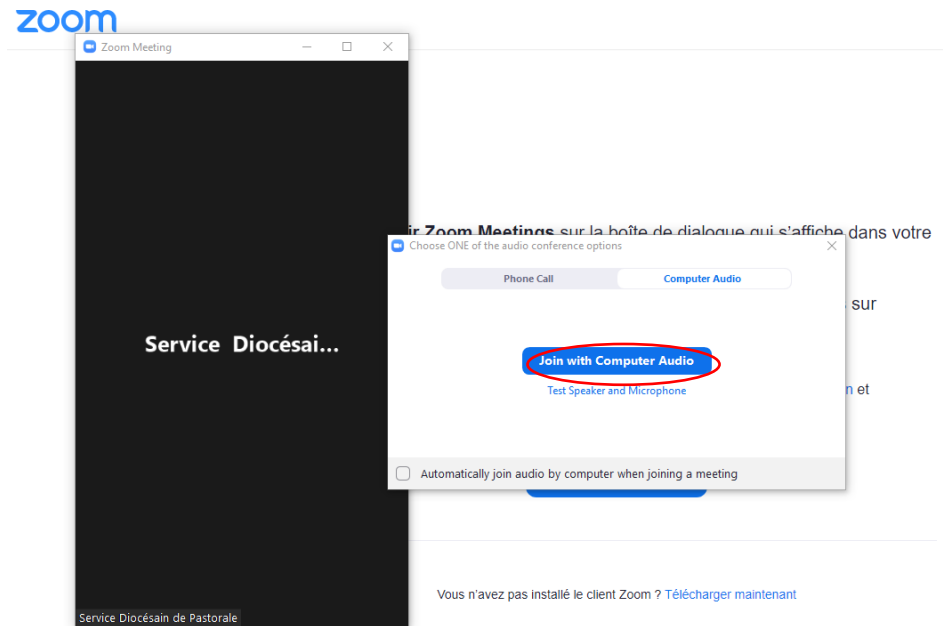 zoom
Zoom Meeting
Service Diocésai...
Service Diocésain de Pastorale
ir Zoom Meetings sur la boîte de dialogue qui s'affiche dans votre
Choose ONE of the audio conference options
Phone Call
Computer Audio
sur
Join with Computer Audio
Test Speaker and Microphone
n et
Automatically join audio by computer when joining a meeting
Vous n'avez pas installé le client Zoom ? Télécharger maintenant